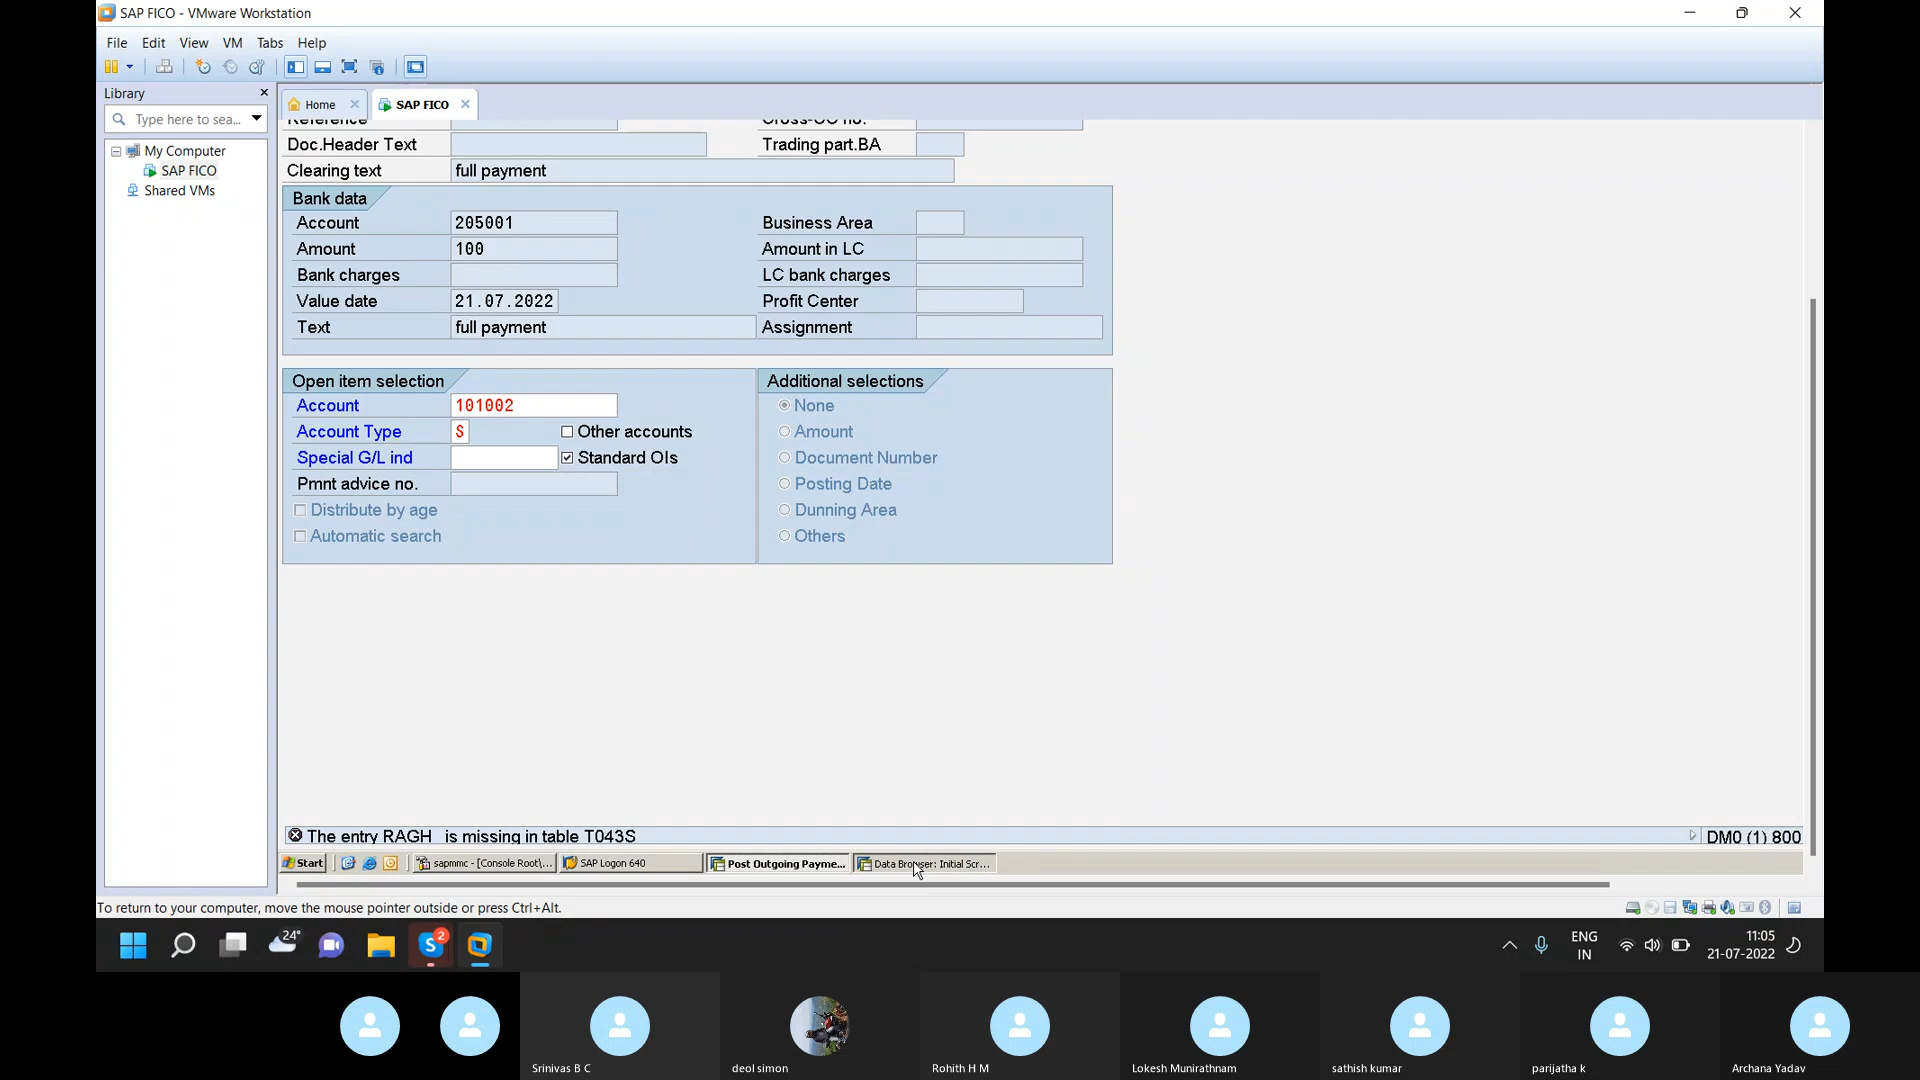 SAP FICO - VMware Workstation
File Edit View VM Tabs Help
Library
Type here to sea...
My Computer
SAP FICO
Shared VMs
Home
SAP FICO
Reference
Cross-CC no.
Doc.Header Text
Trading part.BA
Clearing text full payment
Bank data
Account 205001 Business Area
Amount 100 Amount in LC
Bank charges LC bank charges
Value date 21.07.2022 Profit Center
Text full payment Assignment
Open item selection
Account 101002
Account Type S Other accounts
Special G/L ind Standard OIs
Pmnt advice no.
Distribute by age
Automatic search
Additional selections
None
Amount
Document Number
Posting Date
Dunning Area
Others
The entry RAGH is missing in table T043S
DM0 (1) 800
Start
sapmmc - [Console Root\...
SAP Logon 640
Post Outgoing Payme...
Data Browser: Initial Scr...
To return to your computer, move the mouse pointer outside or press Ctrl+Alt.
24°
2
ENG
IN
11:05
21-07-2022
Srinivas B C
deol simon
Rohith H M
Lokesh Munirathnam
sathish kumar
parijatha k
Archana Yadav